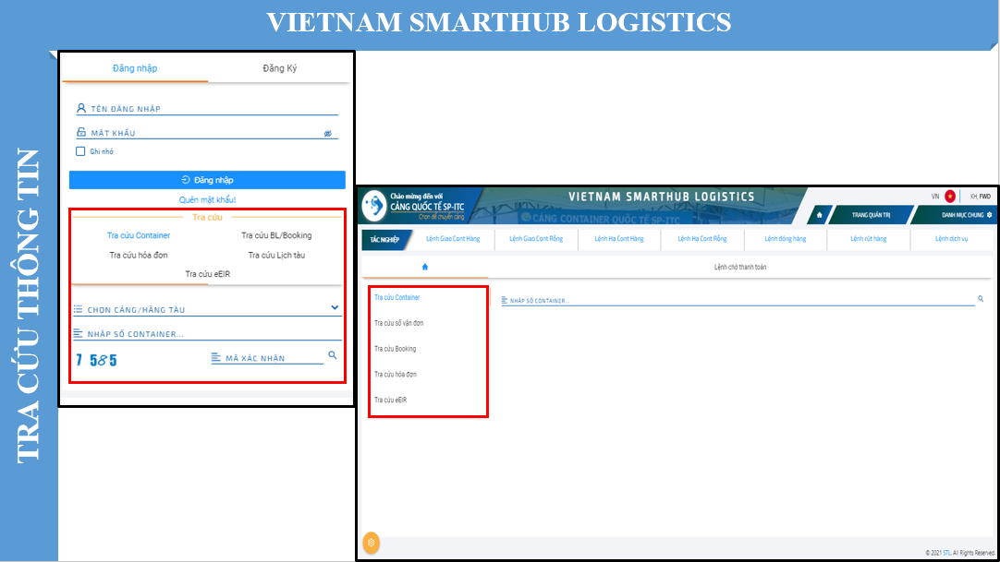 VIETNAM SMARTHUB LOGISTICS
TRA CỨU THÔNG TIN
Đăng nhập
Đăng Ký
TÊN ĐĂNG NHẬP
MẬT KHẨU
Ghi nhớ
Đăng nhập
Quên mật khẩu!
Tra cứu
Tra cứu Container
Tra cứu BL/Booking
Tra cứu hóa đơn
Tra cứu Lịch tàu
Tra cứu eEIR
CHỌN CẢNG/HÃNG TÀU
NHẬP SỐ CONTAINER...
7 585
MÃ XÁC NHẬN
Chào mừng đến với
CẢNG QUỐC TẾ SP-ITC
Chọn để chuyển cảng
VIETNAM SMARTHUB LOGISTICS
CẢNG CONTAINER QUỐC TẾ SP-ITC
VN
KH, FWD
TRANG QUẢN TRỊ
DANH MỤC CHUNG
TÁC NGHIỆP
Lệnh Giao Cont Hàng
Lệnh Giao Cont Rỗng
Lệnh Hạ Cont Hàng
Lệnh Hạ Cont Rỗng
Lệnh đóng hàng
Lệnh rút hàng
Lệnh dịch vụ
Lệnh chờ thanh toán
Tra cứu Container
NHẬP SỐ CONTAINER...
Tra cứu số vận đơn
Tra cứu Booking
Tra cứu hóa đơn
Tra cứu eEIR
© 2021 STL. All Rights Reserved.